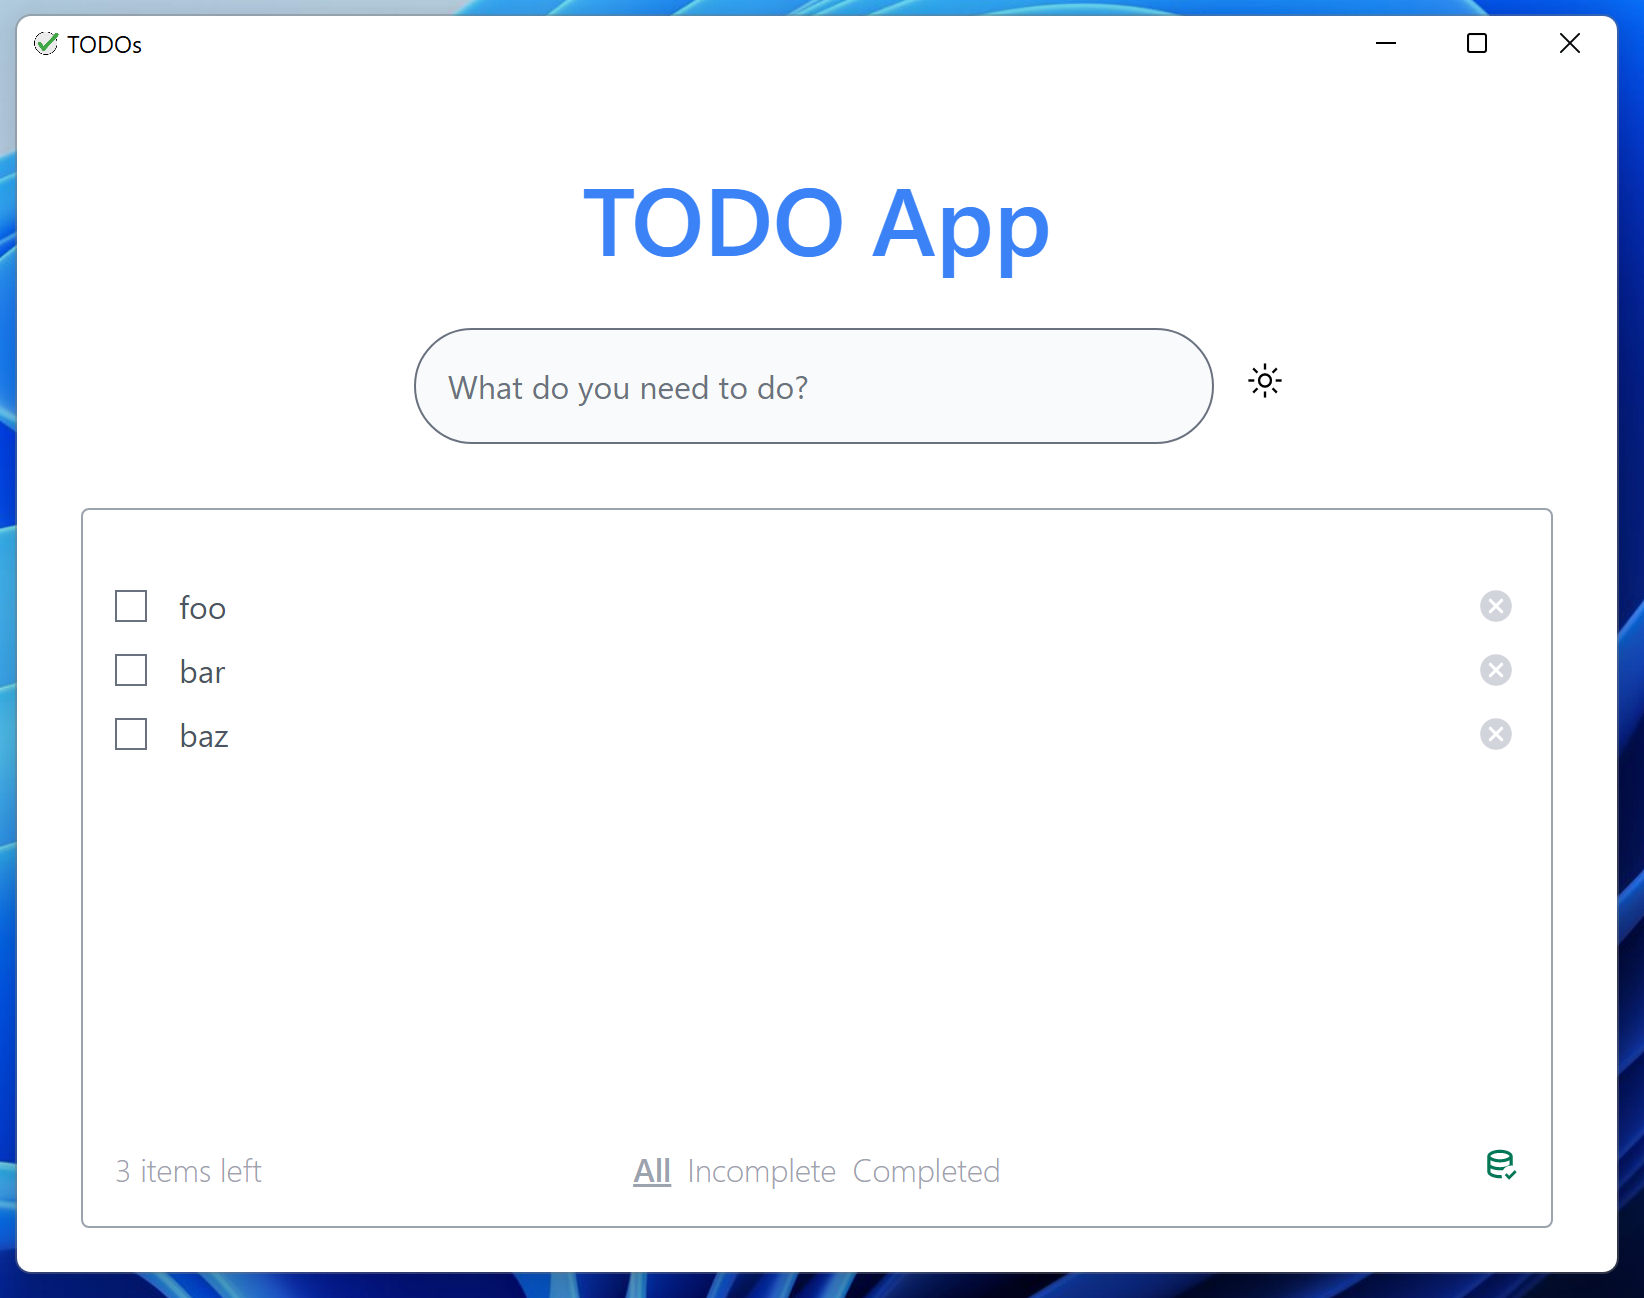 TODOs
TODO App
What do you need to do?
foo
bar
baz
3 items left All Incomplete Completed